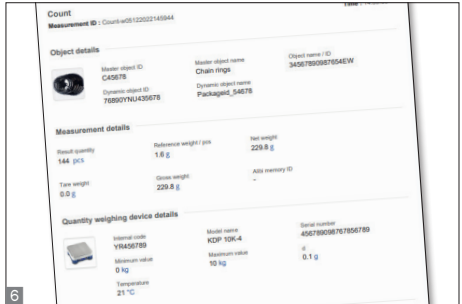 Count
Measurement ID : Count-w05122022145944
Object details
Master object ID
C45678
Master object name
Chain rings
Object name / ID
34567890987654EW
Dynamic object ID
76890YNU435678
Dynamic object name
Packagaid_54678
Measurement details
Result quantity
144 pcs
Reference weight / pcs
1.6 g
Net weight
229.8 g
Tare weight
0.0 g
Gross weight
229.8 g
Alibi memory ID
-
Quantity weighing device details
Internal code
YR456789
Model name
KDP 10K-4
Serial number
456789098767856789
Minimum value
0 kg
Maximum value
10 kg
d
0.1 g
Temperature
21 °C
6